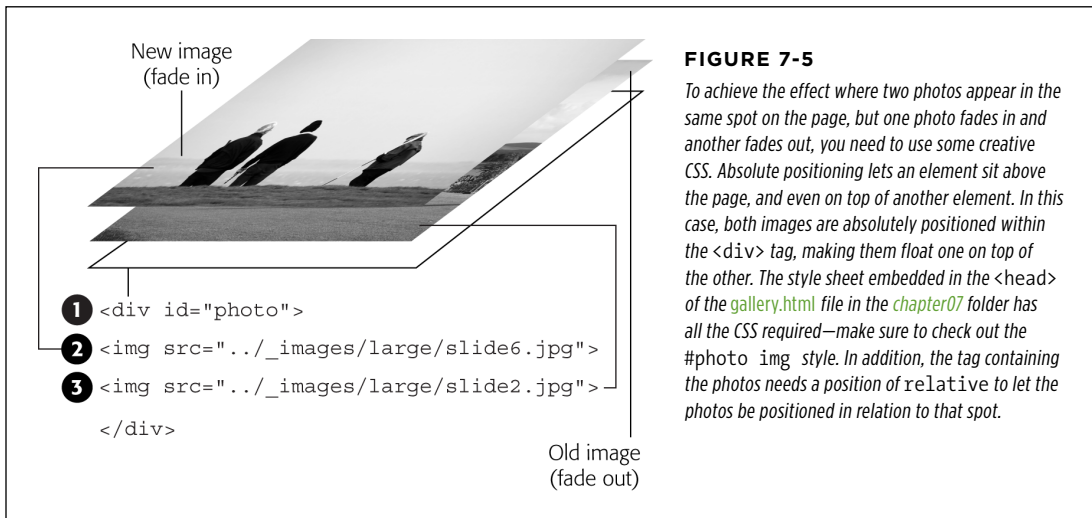 New image
(fade in)
1 <div id="photo">
2 <img src="../_images/large/slide6.jpg">
3 <img src="../_images/large/slide2.jpg">
</div>
Old image
(fade out)
FIGURE 7-5
To achieve the effect where two photos appear in the
same spot on the page, but one photo fades in and
another fades out, you need to use some creative
CSS. Absolute positioning lets an element sit above
the page, and even on top of another element. In this
case, both images are absolutely positioned within
the <div> tag, making them float one on top of
the other. The style sheet embedded in the <head>
of the gallery.html file in the chapter07 folder has
all the CSS required—make sure to check out the
#photo img style. In addition, the tag containing
the photos needs a position of relative to let the
photos be positioned in relation to that spot.